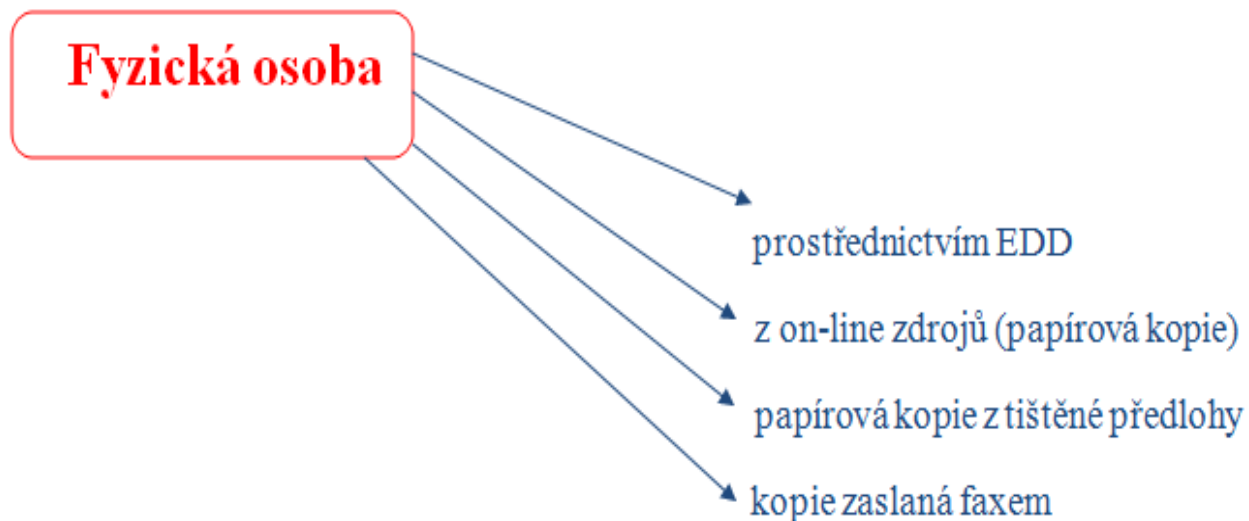 Fyzická osoba
prostřednictvím EDD
z on-line zdrojů (papírová kopie)
papírová kopie z tištěné předlohy
kopie zaslaná faxem